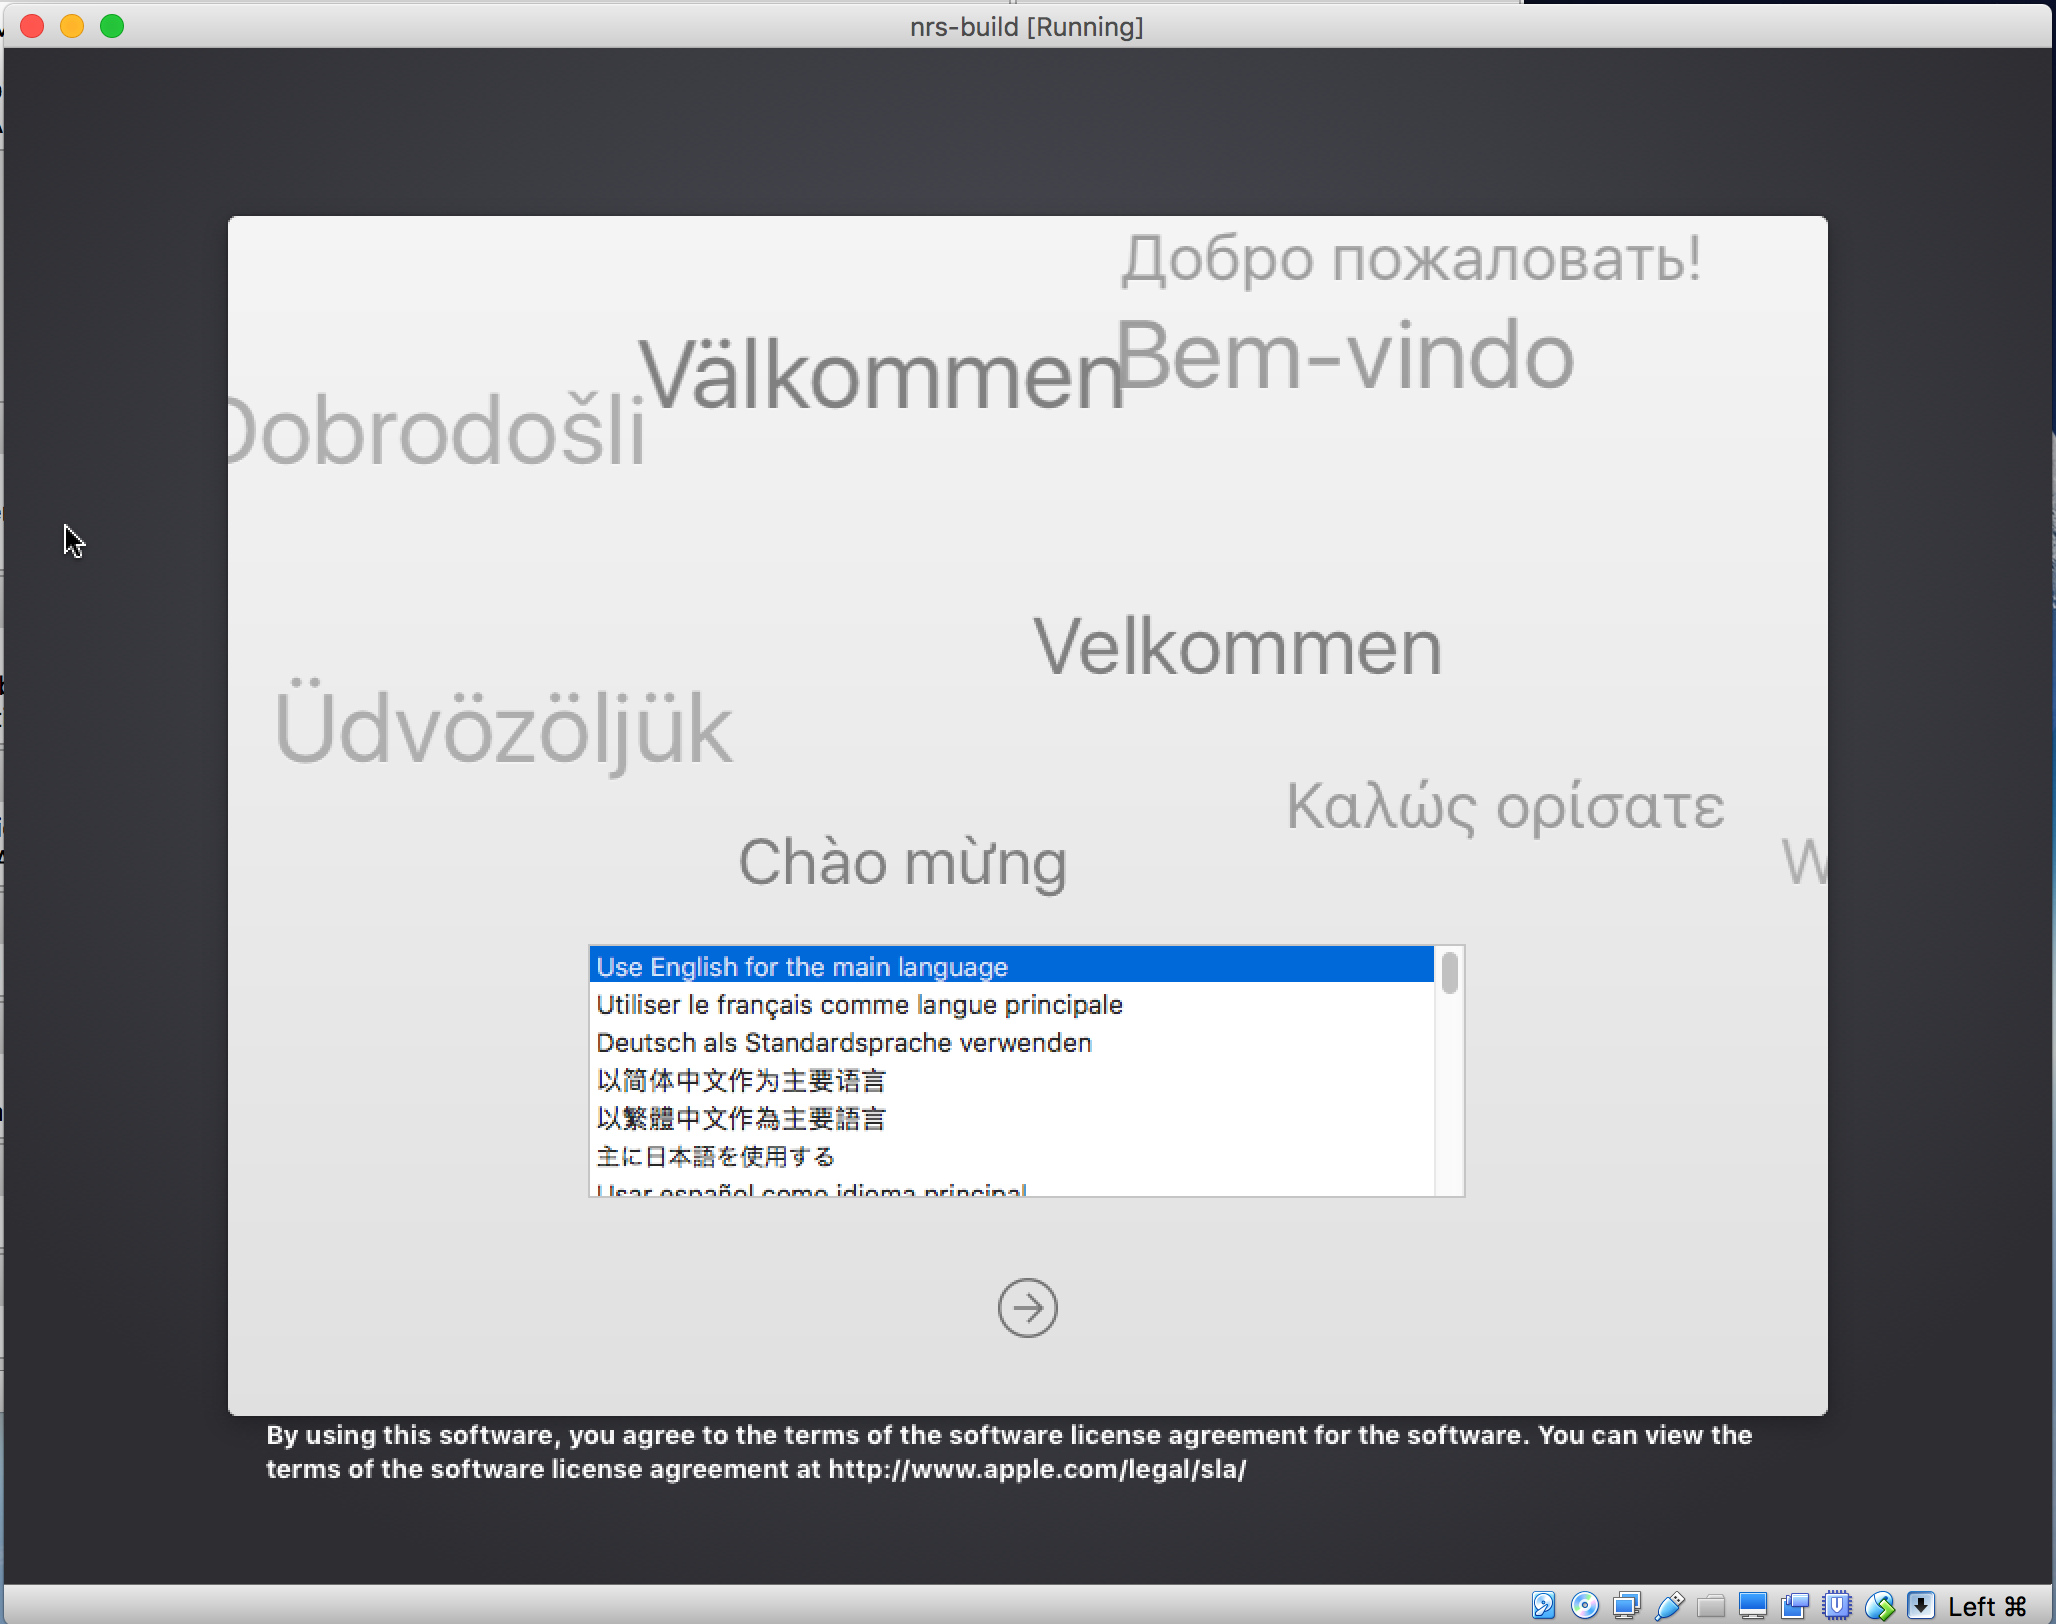 nrs-build [Running]
Добро пожаловать!
Välkommen
Bem-vindo
Dobrodošli
Velkommen
Üdvözöljük
Καλώς ορίσατε
Chào mừng
Use English for the main language
Utiliser le français comme langue principale
Deutsch als Standardsprache verwenden
以简体中文作为主要语言
以繁體中文作為主要語言
主に日本語を使用する
Usar español como idioma principal
By using this software, you agree to the terms of the software license agreement for the software. You can view the
terms of the software license agreement at http://www.apple.com/legal/sla/
Left ⌘